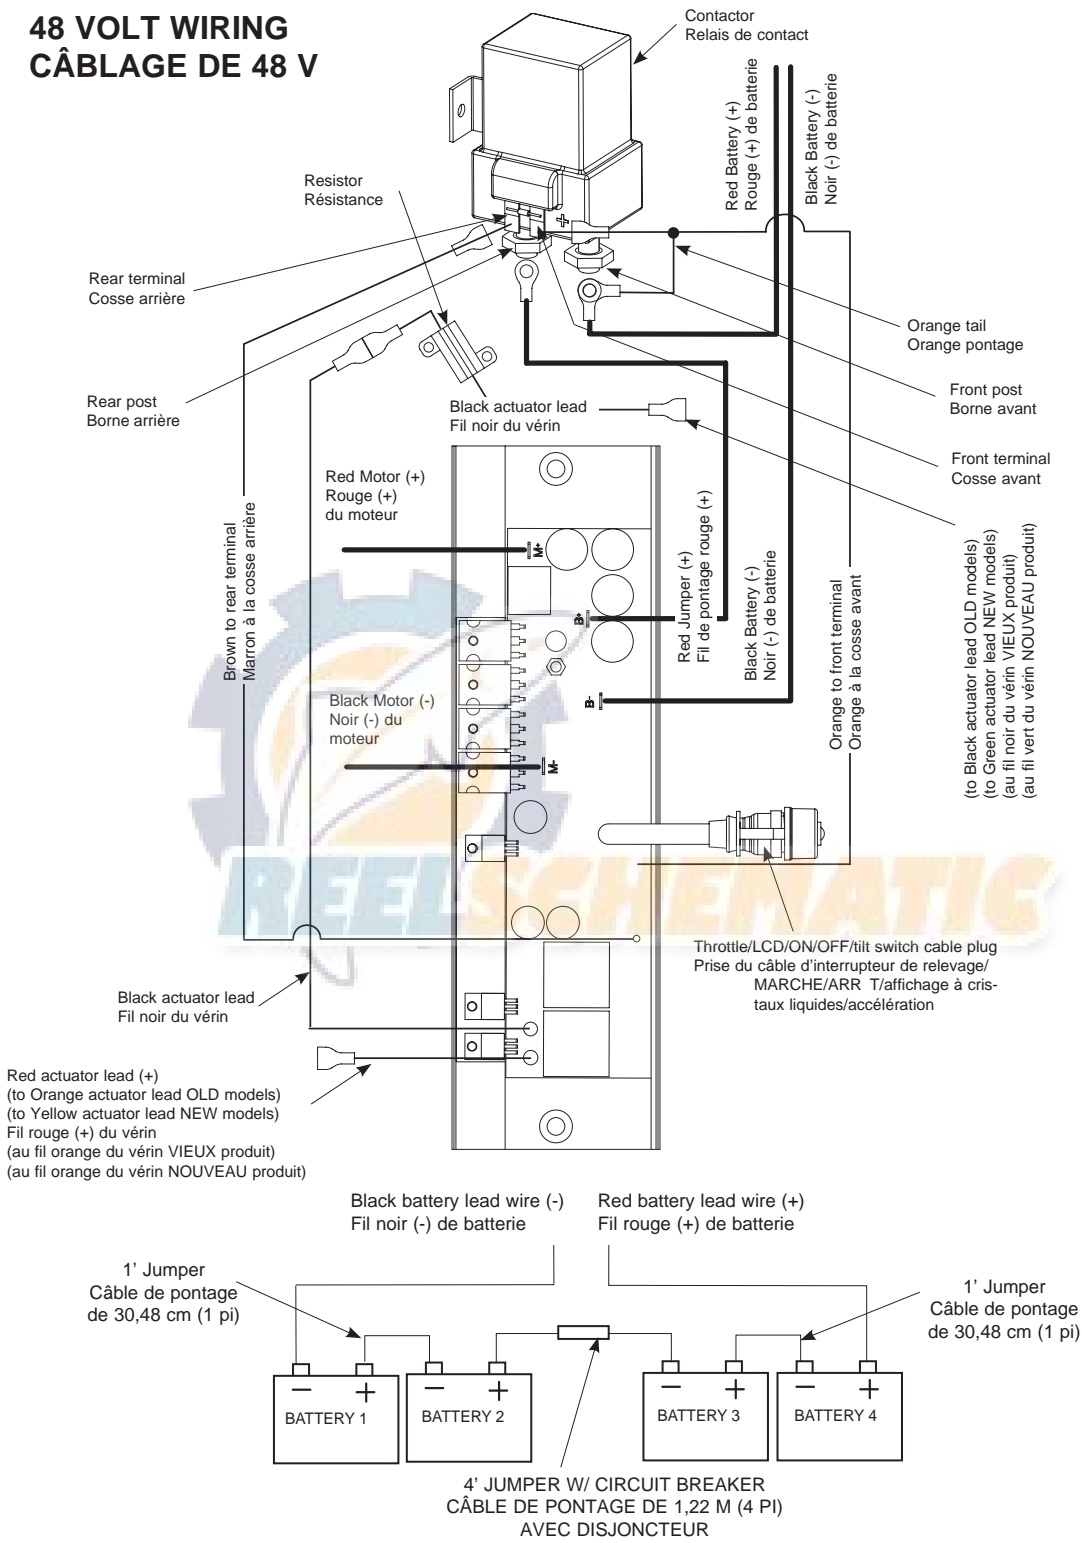 48 VOLT WIRING
CÂBLAGE DE 48 V
Contactor
Relais de contact
Red Battery (+)
Rouge (+) de batterie
Black Battery (-)
Noir (-) de batterie
Resistor
Résistance
+
Rear terminal
Cosse arrière
Orange tail
Orange pontage
Rear post
Borne arrière
Front post
Borne avant
Black actuator lead
Fil noir du vérin
Front terminal
Cosse avant
Red Motor (+)
Rouge (+)
du moteur
M+
Brown to rear terminal
Marron à la cosse arrière
B+
Red Jumper (+)
Fil de pontage rouge (+)
Black Battery (-)
Noir (-) de batterie
Orange to front terminal
Orange à la cosse avant
(to Black actuator lead OLD models)
(to Green actuator lead NEW models)
(au fil noir du vérin VIEUX produit)
(au fil vert du vérin NOUVEAU produit)
B-
Black Motor (-)
Noir (-) du
moteur
M-
REELSCHEMATIC
Throttle/LCD/ON/OFF/tilt switch cable plug
Prise du câble d'interrupteur de relevage/
MARCHE/ARR T/affichage à cris-
taux liquides/accélération
Black actuator lead
Fil noir du vérin
Red actuator lead (+)
(to Orange actuator lead OLD models)
(to Yellow actuator lead NEW models)
Fil rouge (+) du vérin
(au fil orange du vérin VIEUX produit)
(au fil orange du vérin NOUVEAU produit)
Black battery lead wire (-)
Fil noir (-) de batterie
Red battery lead wire (+)
Fil rouge (+) de batterie
1' Jumper
Câble de pontage
de 30,48 cm (1 pi)
1' Jumper
Câble de pontage
de 30,48 cm (1 pi)
− + − + − + − +
BATTERY 1 BATTERY 2 BATTERY 3 BATTERY 4
4' JUMPER W/ CIRCUIT BREAKER
CÂBLE DE PONTAGE DE 1,22 M (4 PI)
AVEC DISJONCTEUR